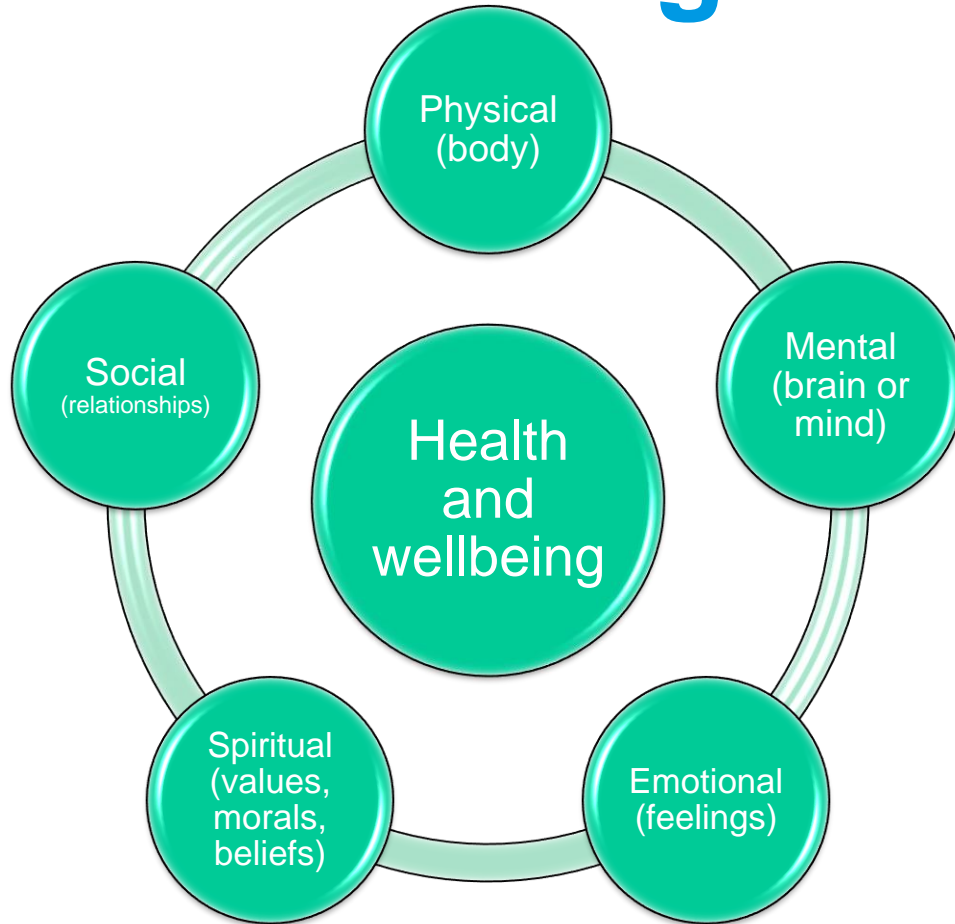 g
Physical
(body)
Mental
(brain or
mind)
Emotional
(feelings)
Spiritual
(values,
morals,
beliefs)
Social
(relationships)
Health
and
wellbeing